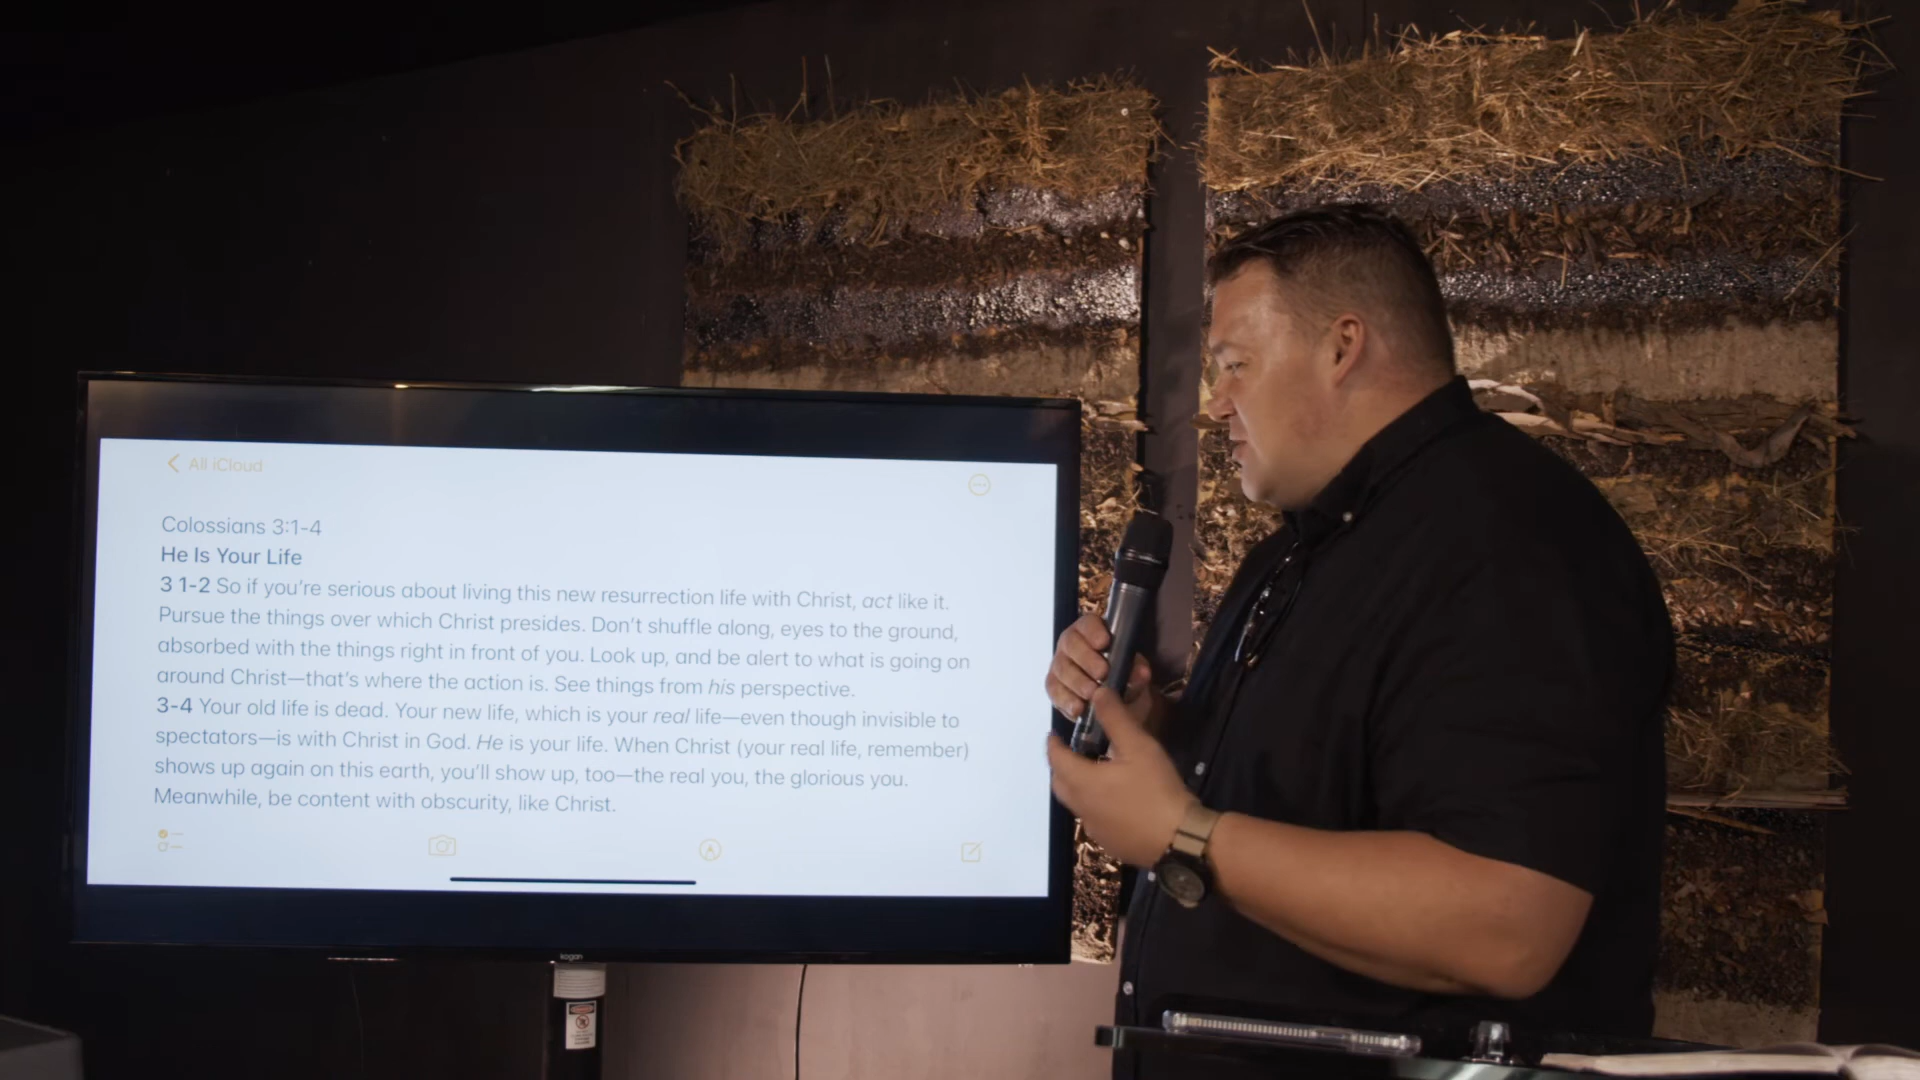 All iCloud
Colossians 3:1-4
He Is Your Life
3 1-2 So if you're serious about living this new resurrection life with Christ, act like it.
Pursue the things over which Christ presides. Don't shuffle along, eyes to the ground,
absorbed with the things right in front of you. Look up, and be alert to what is going on
around Christ—that's where the action is. See things from his perspective.
3-4 Your old life is dead. Your new life, which is your real life—even though invisible to
spectators—is with Christ in God. He is your life. When Christ (your real life, remember)
shows up again on this earth, you'll show up, too—the real you, the glorious you.
Meanwhile, be content with obscurity, like Christ.
kogan